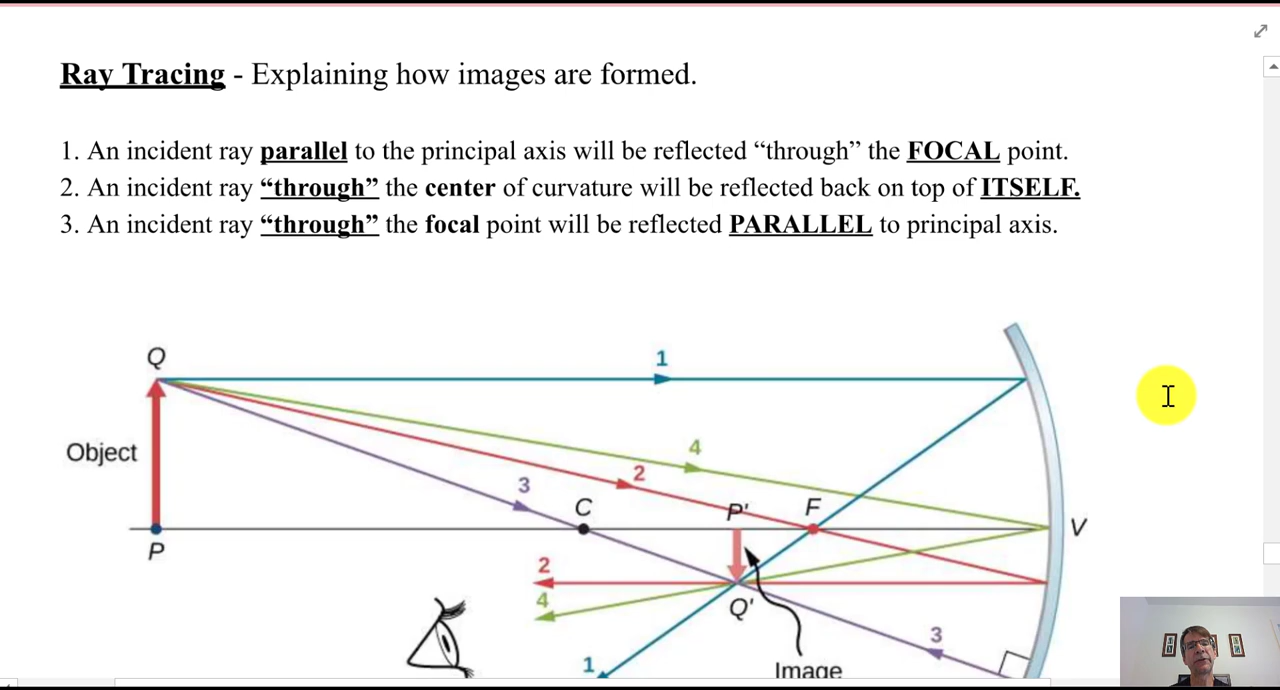 Ray Tracing - Explaining how images are formed.
1. An incident ray parallel to the principal axis will be reflected “through” the FOCAL point.
2. An incident ray “through” the center of curvature will be reflected back on top of ITSELF.
3. An incident ray “through” the focal point will be reflected PARALLEL to principal axis.
Q
1
Object
4
2
3
C
P'
F
V
P
2
4
Q'
3
1
Image